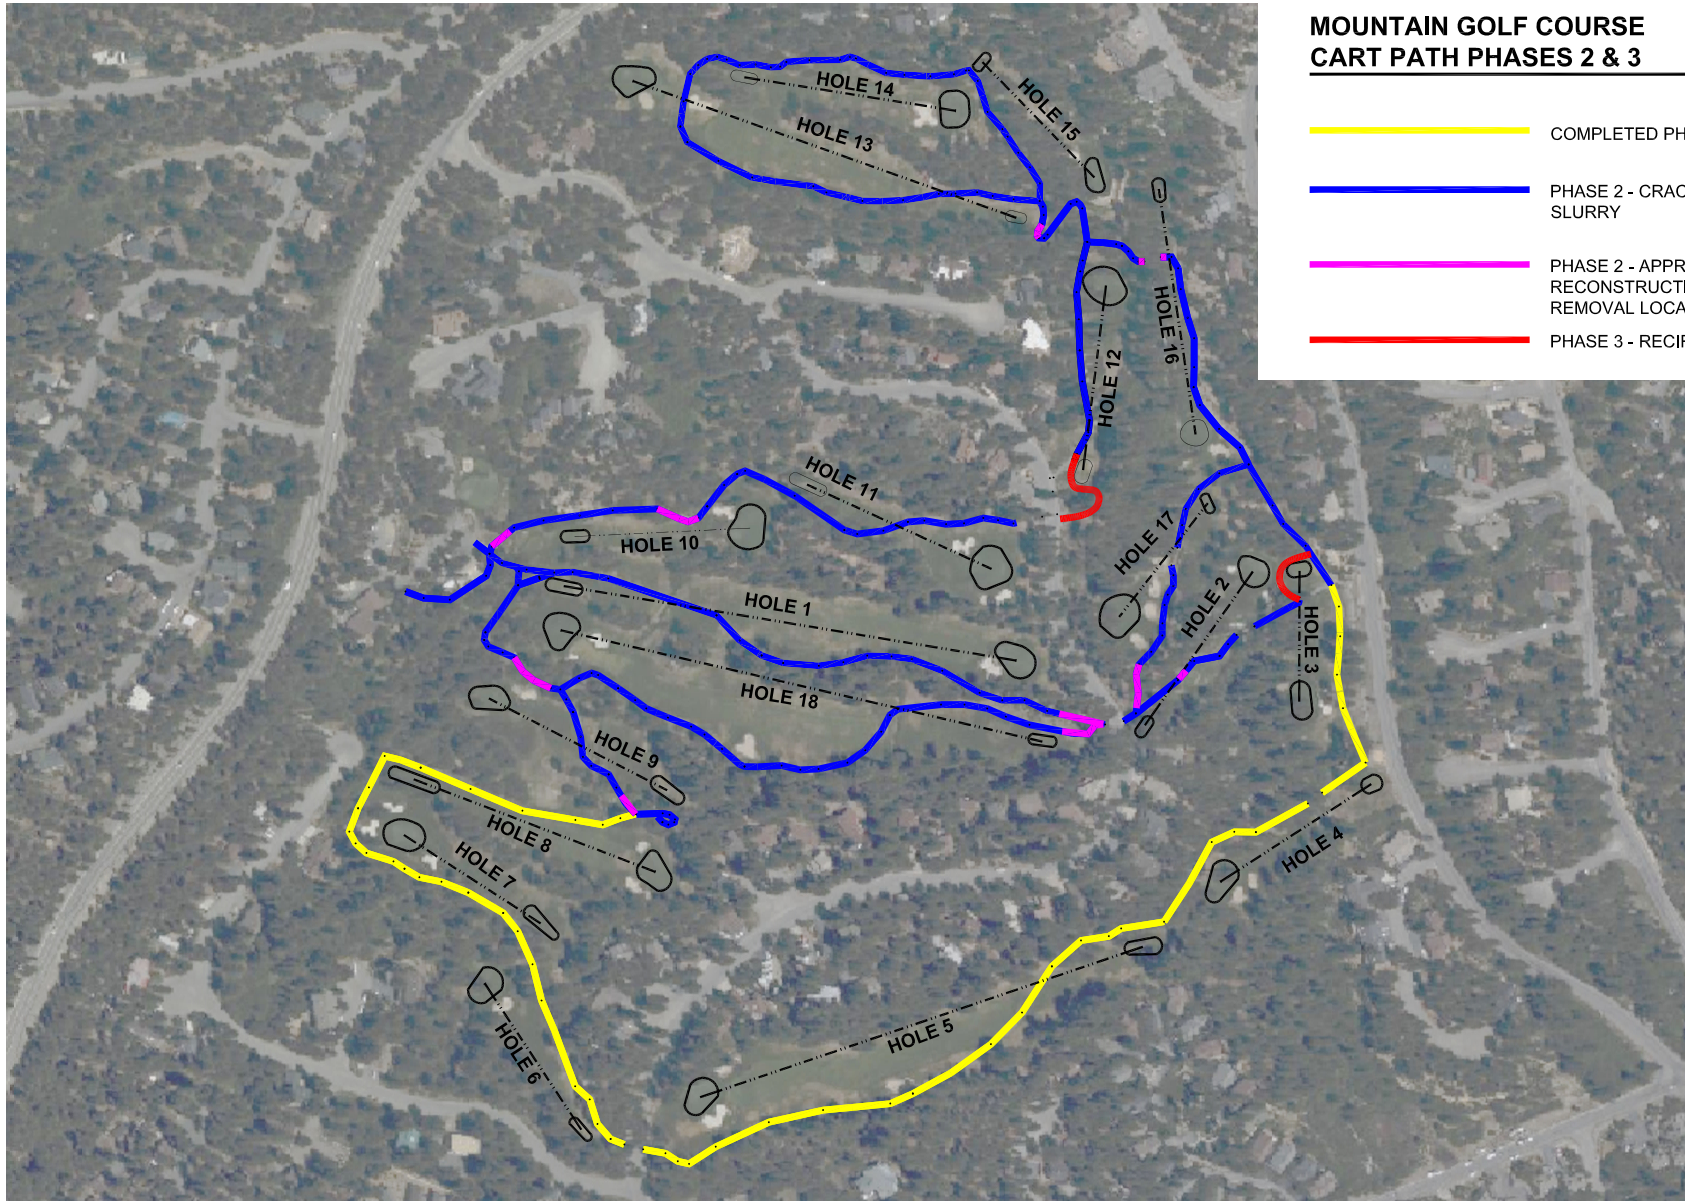 MOUNTAIN GOLF COURSE
CART PATH PHASES 2 & 3
COMPLETED PH
PHASE 2 - CRAC
SLURRY
PHASE 2 - APPR
RECONSTRUCTI
REMOVAL LOCA
PHASE 3 - RECI
HOLE 14
HOLE 15
HOLE 13
HOLE 16
HOLE 12
HOLE 11
HOLE 10
HOLE 17
HOLE 1
HOLE 2
HOLE 3
HOLE 18
HOLE 9
HOLE 8
HOLE 7
HOLE 4
HOLE 5
HOLE 6